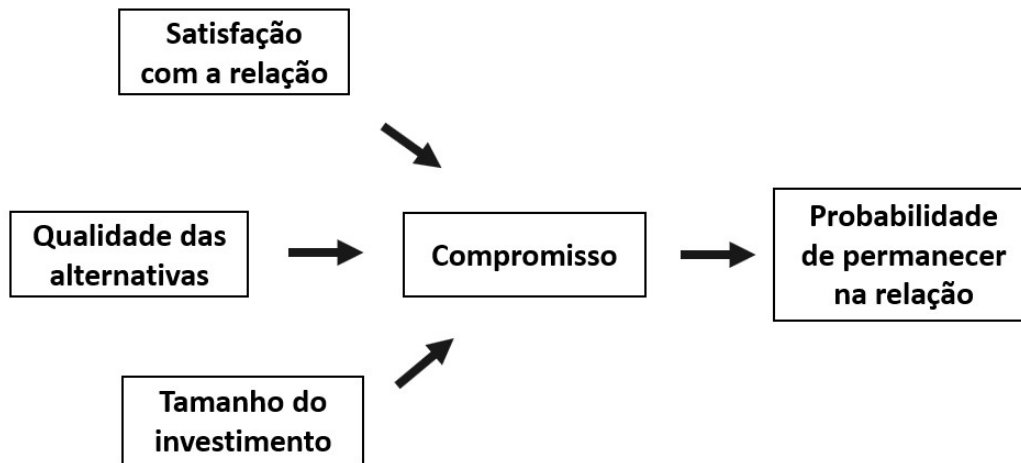 Satisfação
com a relação
Qualidade das
alternativas
Compromisso
Probabilidade
de permanecer
na relação
Tamanho do
investimento